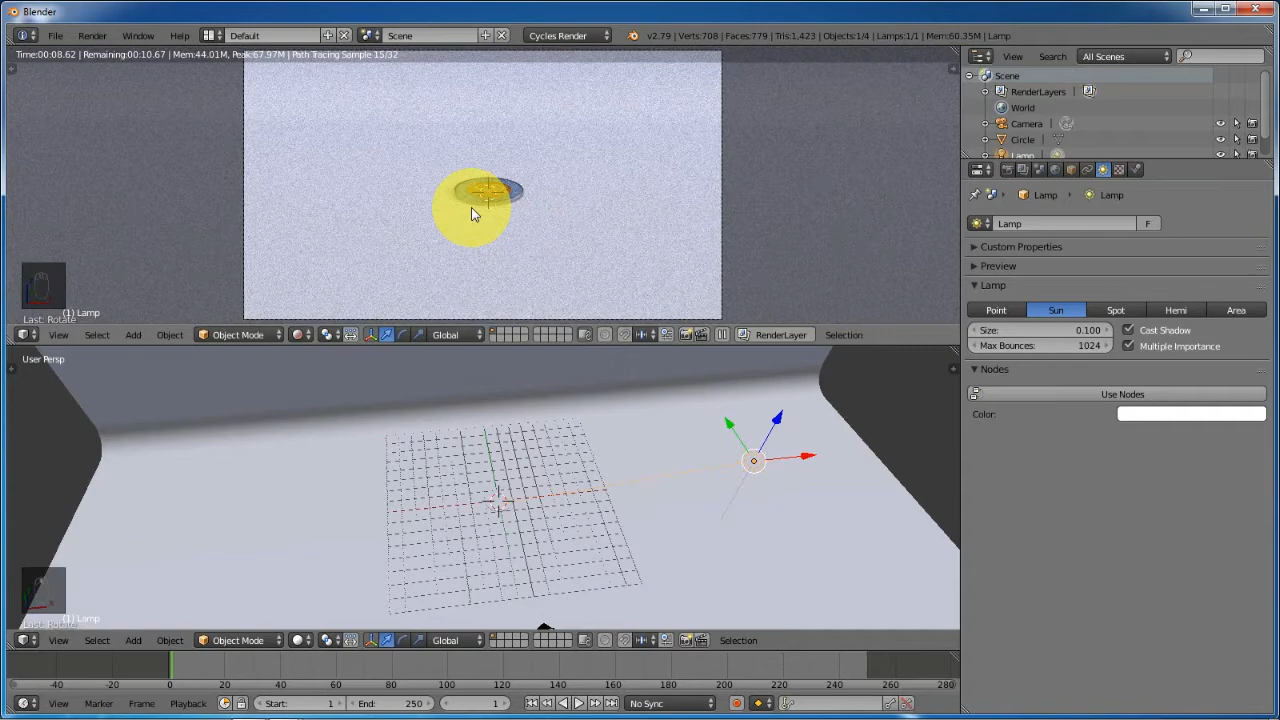 Blender
File Render Window Help Default Scene Cycles Render v2.79 | Verts:708 | Faces:779 | Tris:1,423 | Objects:1/4 | Lamps:1/1 | Mem:60.35M | Lamp
Time:00:08.62 | Remaining:00:10.67 | Mem:44.01M, Peak:67.97M | Path Tracing Sample 15/32
View Search All Scenes
Scene
RenderLayers |
World
Camera |
Circle |
Lamp |
Lamp Lamp
Lamp F
Custom Properties
Preview
Lamp
Point Sun Spot Hemi Area
Size: 0.100 Cast Shadow
Max Bounces: 1024 Multiple Importance
Nodes
Use Nodes
Color:
(1) Lamp
Last: Rotate
View Select Add Object Object Mode Global RenderLayer Selection
User Persp
(1) Lamp
Last: Rotate
View Select Add Object Object Mode Global Selection
-40 -20 0 20 40 60 80 100 120 140 160 180 200 220 240 260 280
View Marker Frame Playback Start: 1 End: 250 1 No Sync